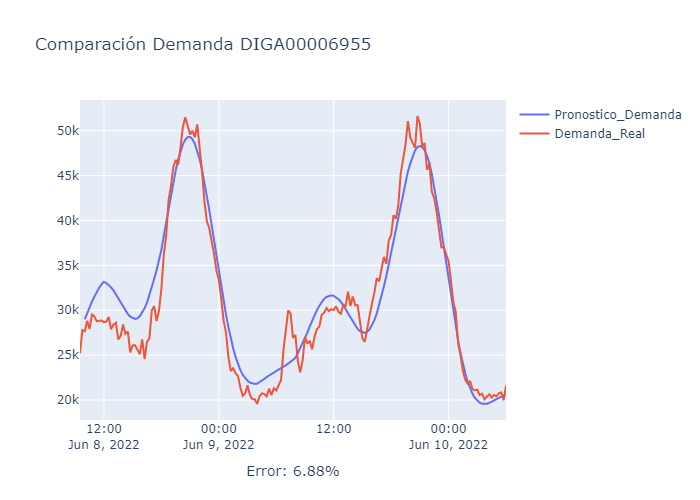 Comparación Demanda DIGA00006955
Pronostico_Demanda
Demanda_Real
50k
45k
40k
35k
30k
25k
20k
12:00
Jun 8, 2022
00:00
Jun 9, 2022
12:00
00:00
Jun 10, 2022
Error: 6.88%